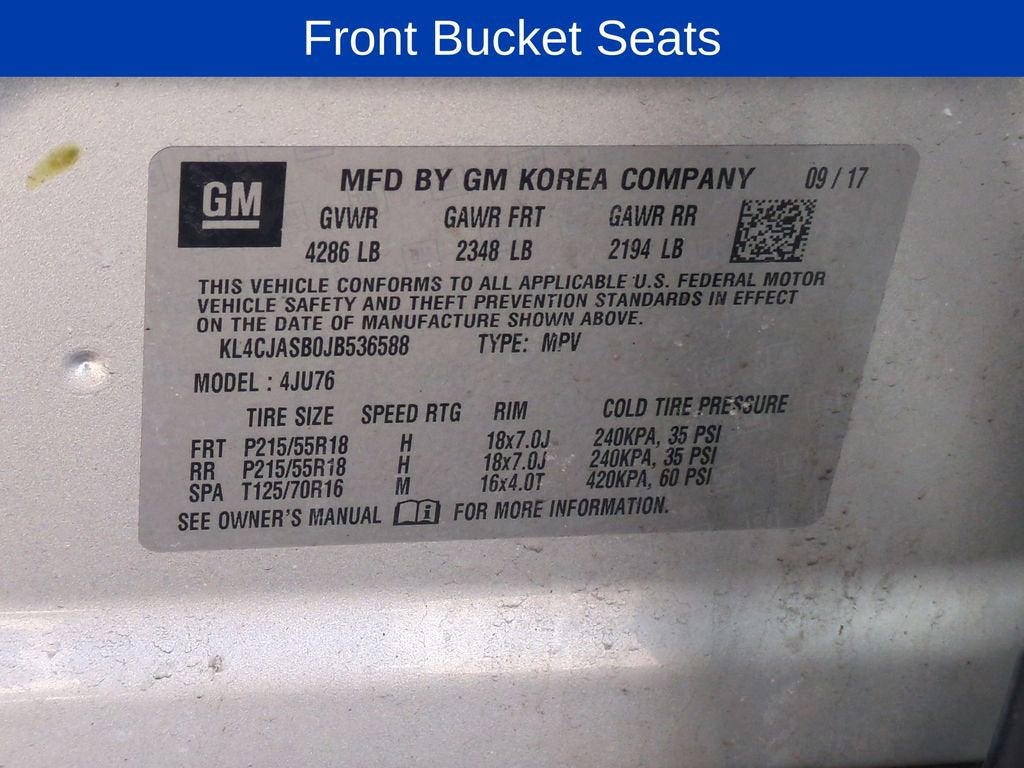 Front Bucket Seats
GM MFD BY GM KOREA COMPANY 09 / 17
GVWR GAWR FRT GAWR RR
4286 LB 2348 LB 2194 LB
THIS VEHICLE CONFORMS TO ALL APPLICABLE U.S. FEDERAL MOTOR
VEHICLE SAFETY AND THEFT PREVENTION STANDARDS IN EFFECT
ON THE DATE OF MANUFACTURE SHOWN ABOVE.
KL4CJASB0JB536588 TYPE: MPV
MODEL : 4JU76
TIRE SIZE SPEED RTG RIM COLD TIRE PRESSURE
FRT P215/55R18 H 18x7.0J 240KPA, 35 PSI
RR P215/55R18 H 18x7.0J 240KPA, 35 PSI
SPA T125/70R16 M 16x4.0T 420KPA, 60 PSI
SEE OWNER'S MANUAL i FOR MORE INFORMATION.